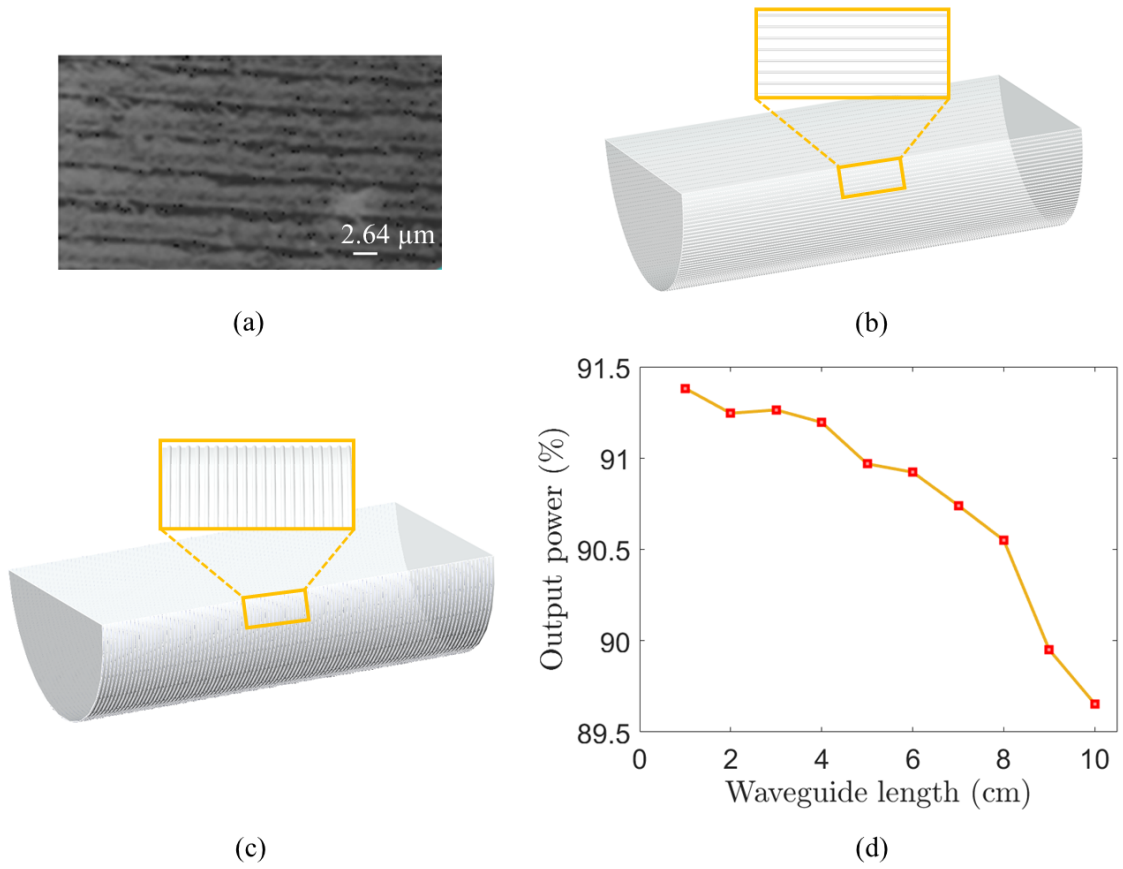 2.64 μm
(a)
(b)
(c)
91.5
91
90.5
90
89.5
Output power (%)
0 2 4 6 8 10
Waveguide length (cm)
(d)